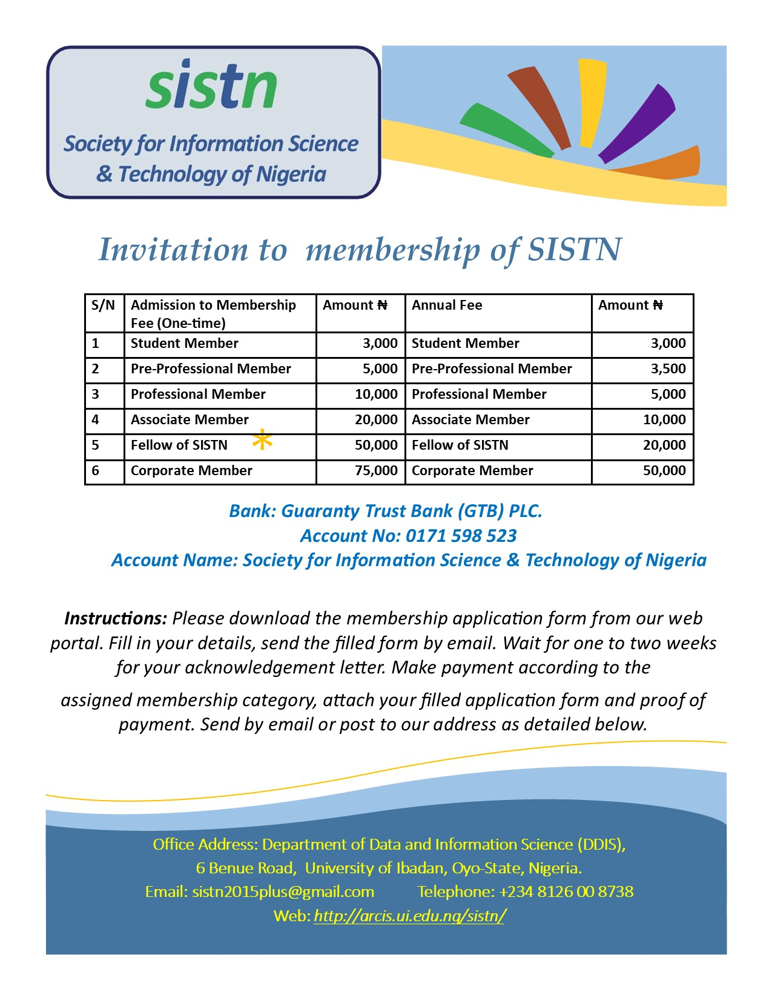 sistn
Society for Information Science
& Technology of Nigeria
Invitation to  membership of SISTN
S/N Admission to Membership Fee (One-time) Amount ₦ Annual Fee Amount ₦
1 Student Member 3,000 Student Member 3,000
2 Pre-Professional Member 5,000 Pre-Professional Member 3,500
3 Professional Member 10,000 Professional Member 5,000
4 Associate Member 20,000 Associate Member 10,000
5 Fellow of SISTN * 50,000 Fellow of SISTN 20,000
6 Corporate Member 75,000 Corporate Member 50,000
Bank: Guaranty Trust Bank (GTB) PLC.
Account No: 0171 598 523
Account Name: Society for Information Science & Technology of Nigeria
Instructions: Please download the membership application form from our web
portal. Fill in your details, send the filled form by email. Wait for one to two weeks
for your acknowledgement letter. Make payment according to the
assigned membership category, attach your filled application form and proof of
payment. Send by email or post to our address as detailed below.
Office Address: Department of Data and Information Science (DDIS),
6 Benue Road,  University of Ibadan, Oyo-State, Nigeria.
Email: sistn2015plus@gmail.com Telephone: +234 8126 00 8738
Web: http://arcis.ui.edu.ng/sistn/